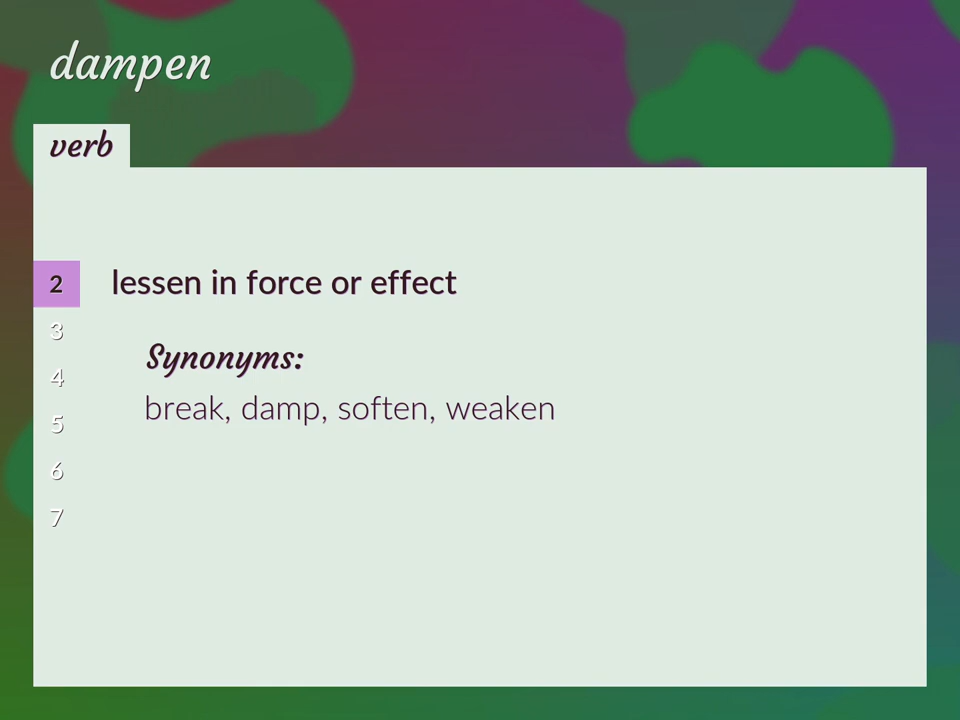 dampen
verb
2 lessen in force or effect
3
Synonyms:
4
break, damp, soften, weaken
5
6
7